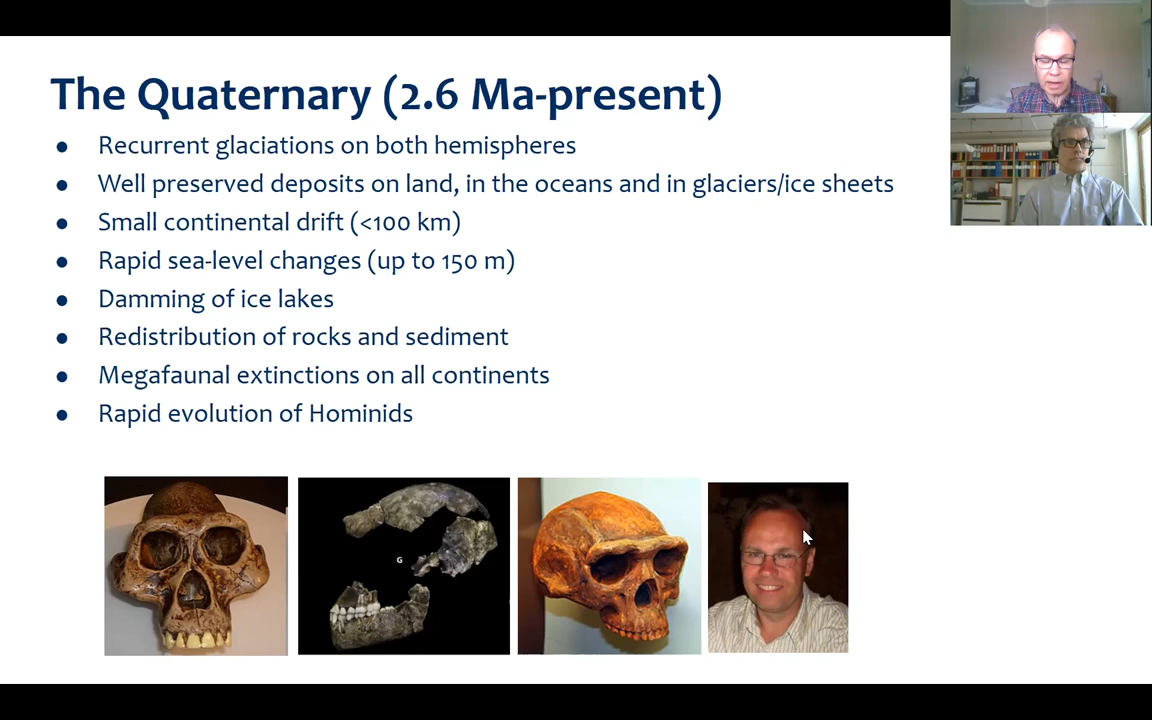 The Quaternary (2.6 Ma-present)
● Recurrent glaciations on both hemispheres
● Well preserved deposits on land, in the oceans and in glaciers/ice sheets
● Small continental drift (<100 km)
● Rapid sea-level changes (up to 150 m)
● Damming of ice lakes
● Redistribution of rocks and sediment
● Megafaunal extinctions on all continents
● Rapid evolution of Hominids
G